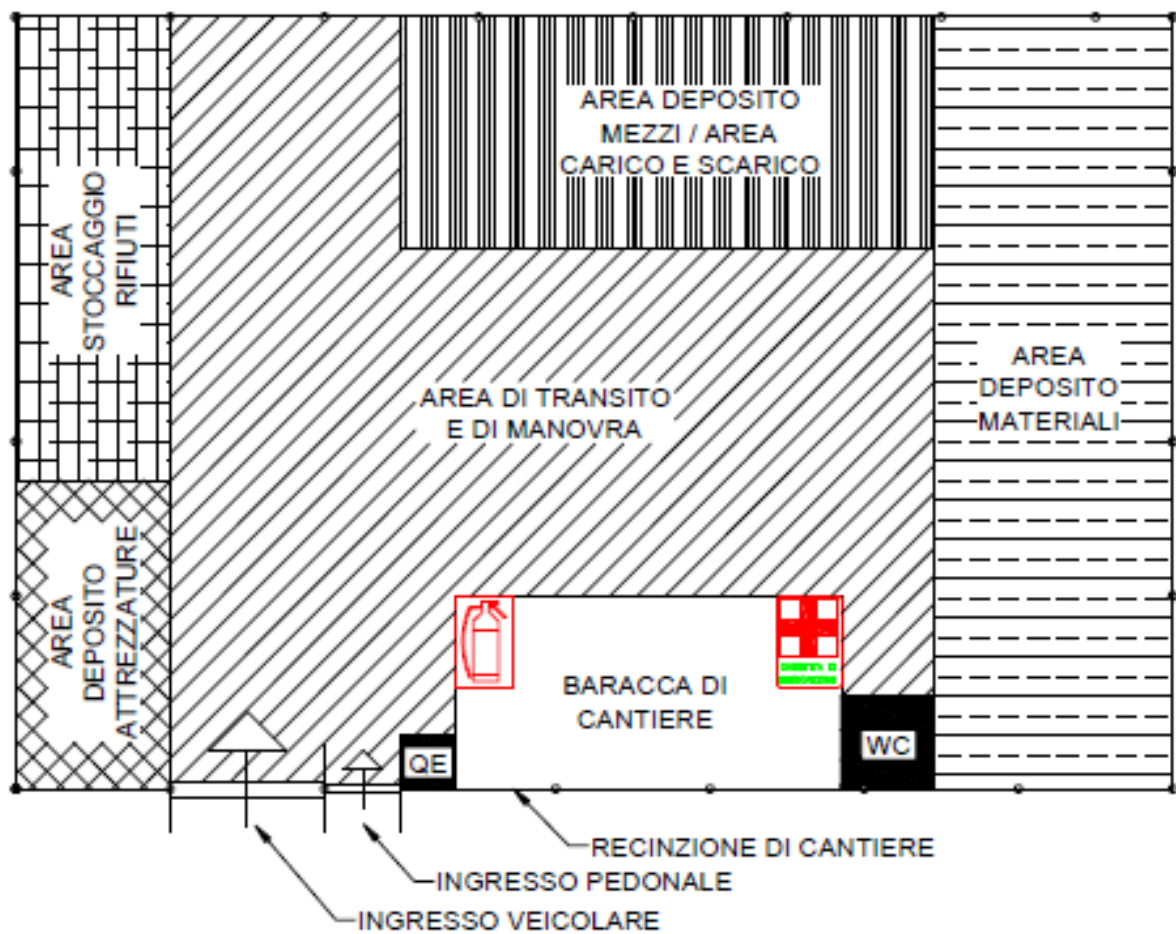 AREA DEPOSITO
MEZZI / AREA
CARICO E SCARICO
AREA
STOCCAGGIO
RIFIUTI
AREA DI TRANSITO
E DI MANOVRA
AREA
DEPOSITO
MATERIALI
AREA
DEPOSITO
ATTREZZATURE
BARACCA DI
CANTIERE
QE
WC
RECINZIONE DI CANTIERE
INGRESSO PEDONALE
INGRESSO VEICOLARE